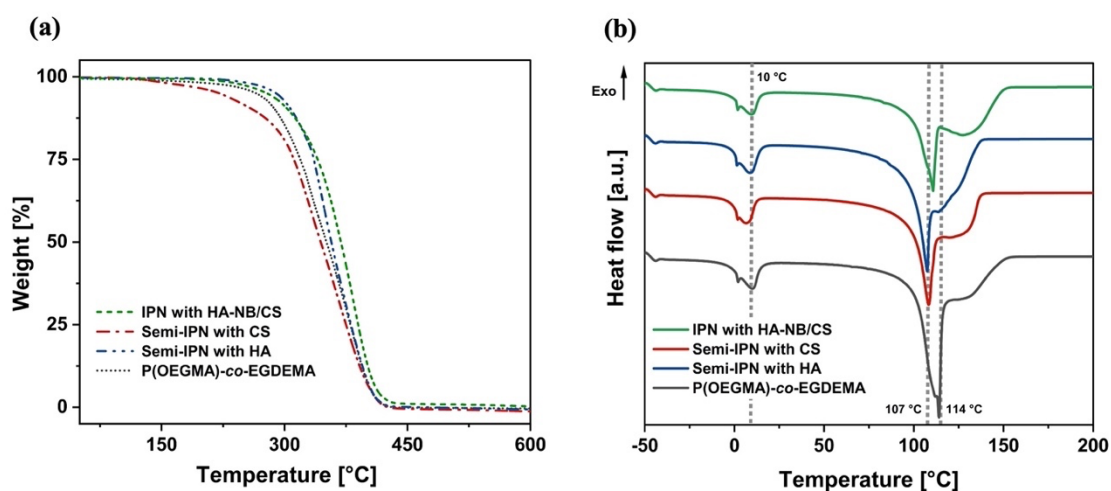 (a)
Weight [%]
100
75
50
25
0
IPN with HA-NB/CS
Semi-IPN with CS
Semi-IPN with HA
P(OEGMA)-co-EGDEMA
150
300
450
600
Temperature [°C]
(b)
Exo
Heat flow [a.u.]
10 °C
IPN with HA-NB/CS
Semi-IPN with CS
Semi-IPN with HA
P(OEGMA)-co-EGDEMA
107 °C
114 °C
-50
0
50
100
150
200
Temperature [°C]